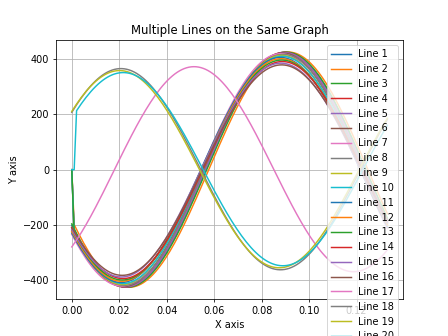 Multiple Lines on the Same Graph
Y axis
400
200
0
−200
−400
0.00
0.02
0.04
0.06
0.08
0.10
X axis
Line 1
Line 2
Line 3
Line 4
Line 5
Line 6
Line 7
Line 8
Line 9
Line 10
Line 11
Line 12
Line 13
Line 14
Line 15
Line 16
Line 17
Line 18
Line 19
Line 20